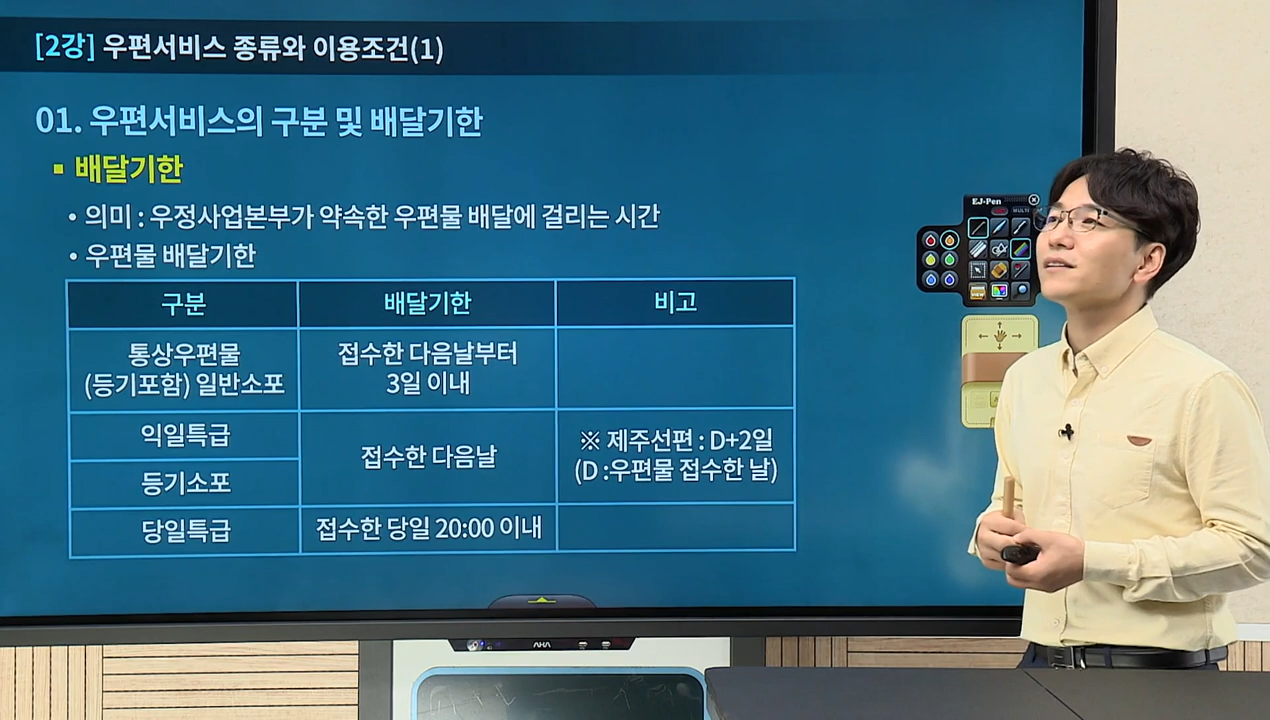 [2강] 우편서비스 종류와 이용조건(1)
01. 우편서비스의 구분 및 배달기한
▪ 배달기한
• 의미 : 우정사업본부가 약속한 우편물 배달에 걸리는 시간
• 우편물 배달기한
구분
배달기한
비고
통상우편물
(등기포함) 일반소포
접수한 다음날부터
3일 이내
익일특급
접수한 다음날
※ 제주선편 : D+2일
(D :우편물 접수한 날)
등기소포
당일특급
접수한 당일 20:00 이내
EJ-Pen
MULTI
AHA